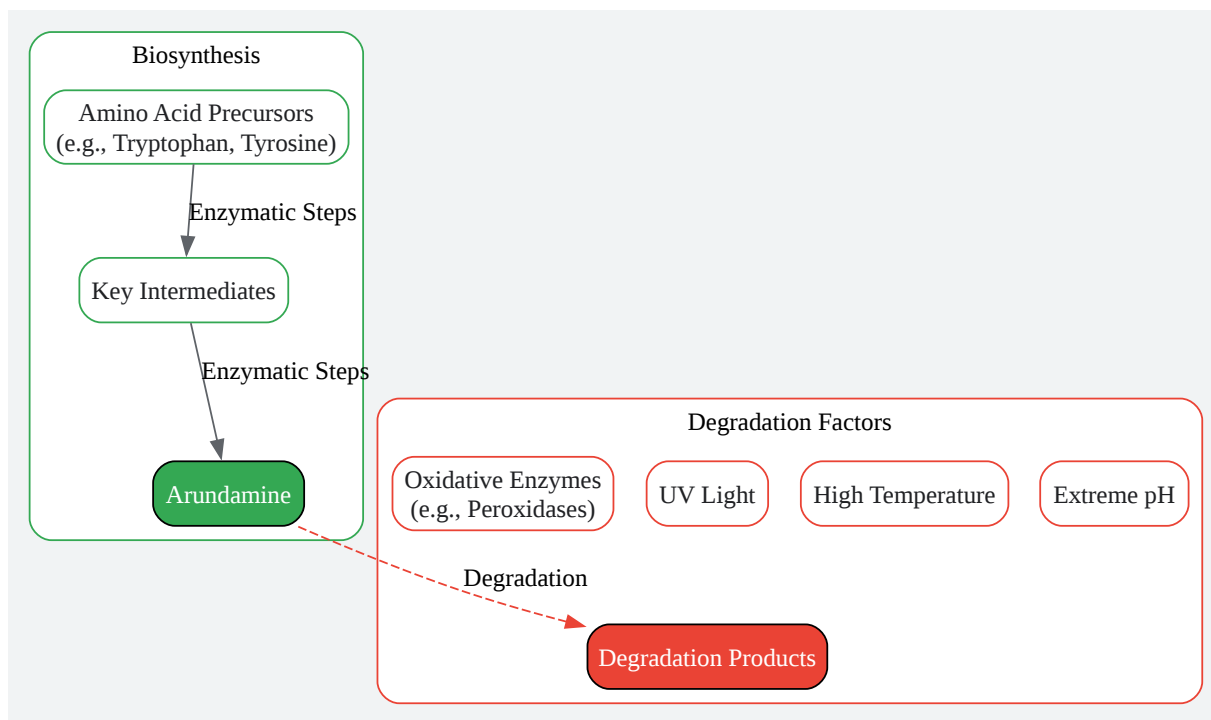 Biosynthesis
Amino Acid Precursors
(e.g., Tryptophan, Tyrosine)
Enzymatic Steps
Key Intermediates
Enzymatic Steps
Arundamine
Degradation Factors
Oxidative Enzymes
(e.g., Peroxidases)
UV Light
High Temperature
Extreme pH
Degradation
Degradation Products